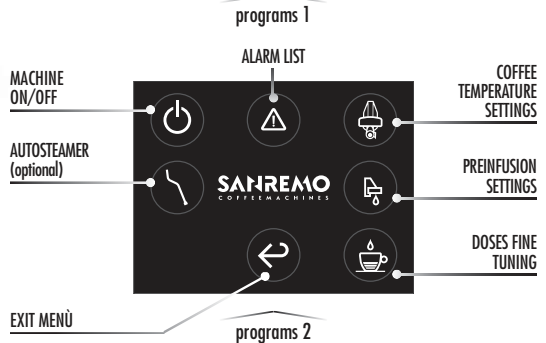 programs 1
ALARM LIST
MACHINE
ON/OFF
COFFEE
TEMPERATURE
SETTINGS
AUTOSTEAMER
(optional)
SANREMO
COFFEEMACHINES
PREINFUSION
SETTINGS
DOSES FINE
TUNING
EXIT MENÙ
programs 2